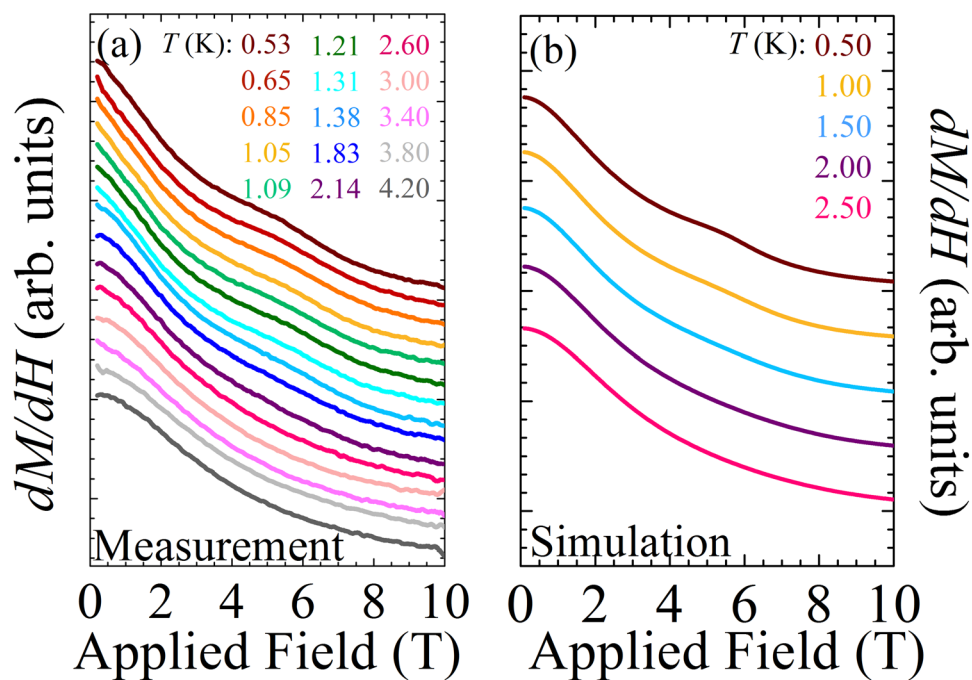 (a) T (K): 0.53 1.21 2.60
0.65 1.31 3.00
0.85 1.38 3.40
1.05 1.83 3.80
1.09 2.14 4.20
dM/dH (arb. units)
Measurement
0 2 4 6 8 10
Applied Field (T)
(b) T (K): 0.50
1.00
1.50
2.00
2.50
dM/dH (arb. units)
Simulation
0 2 4 6 8 10
Applied Field (T)